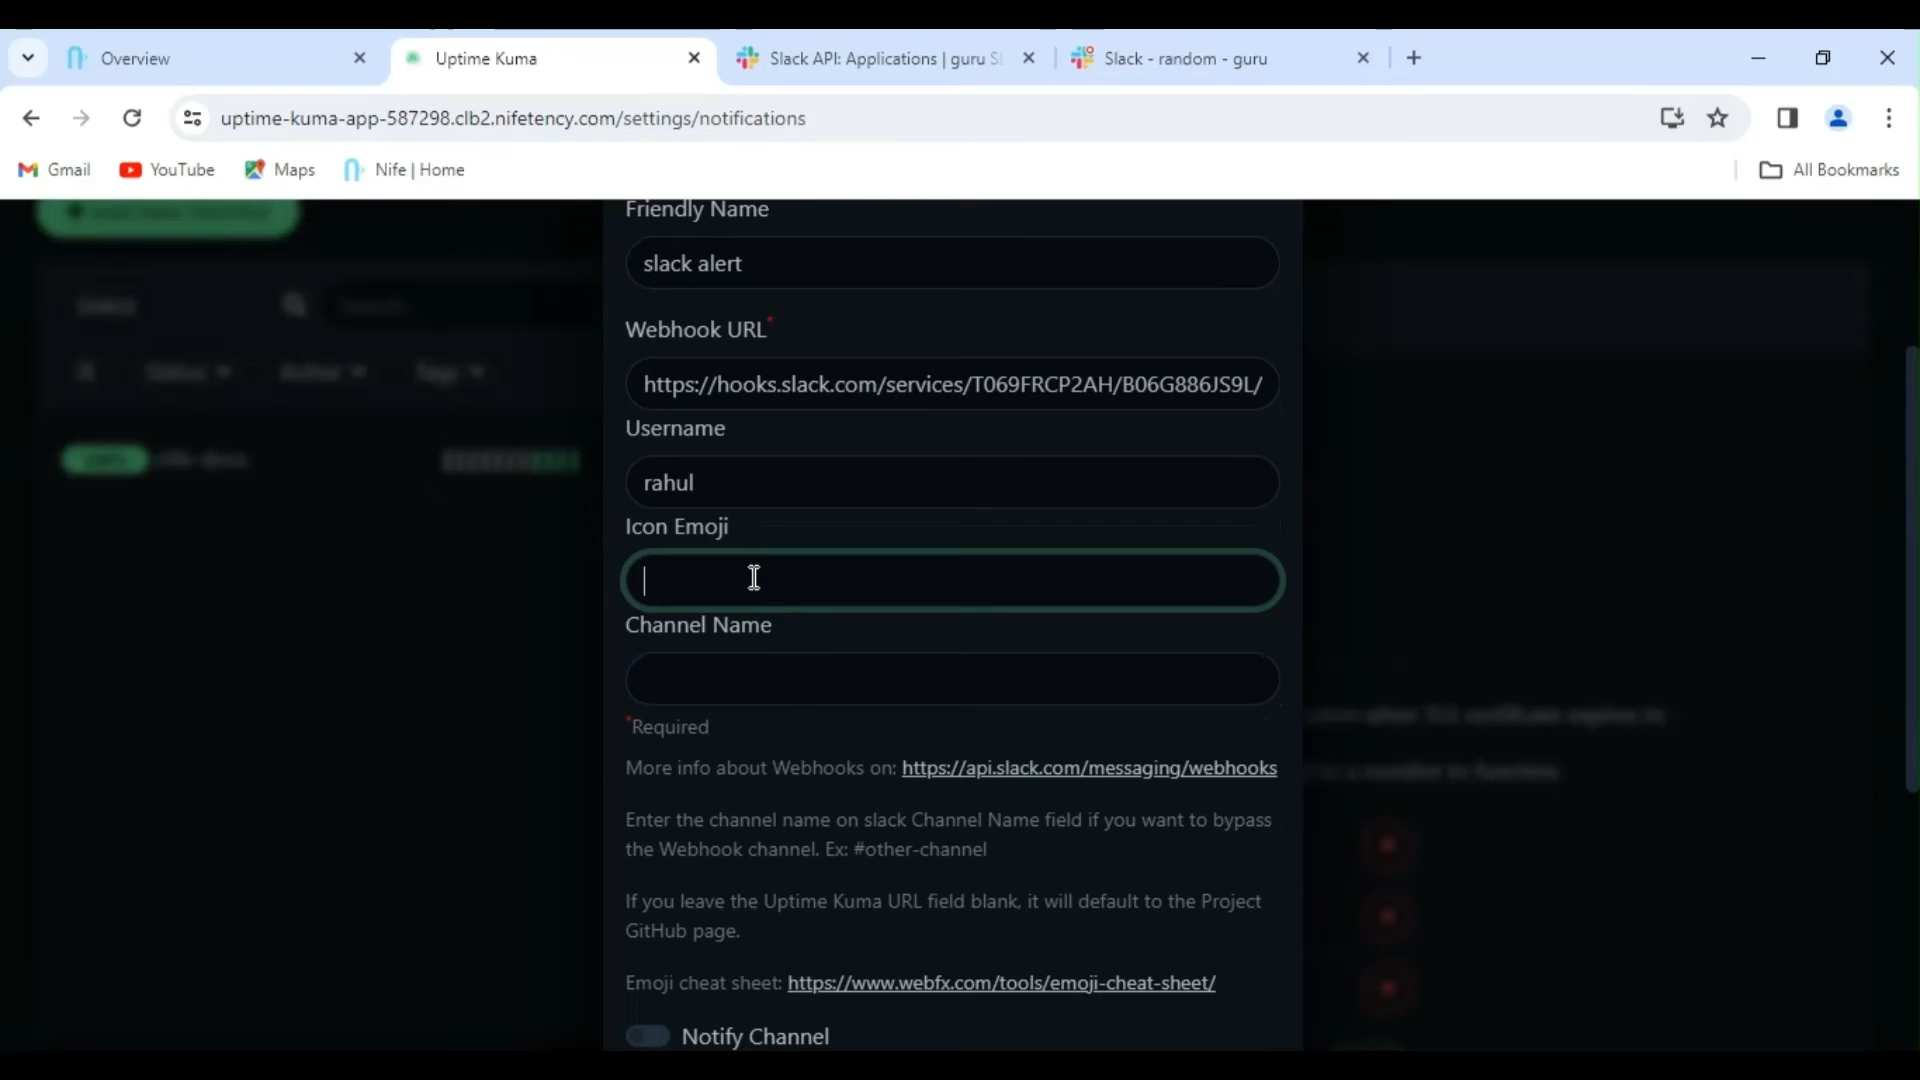 Overview
Uptime Kuma
Slack API: Applications | guru Sl
Slack - random - guru
uptime-kuma-app-587298.clb2.nifetency.com/settings/notifications
Gmail
YouTube
Maps
Nife | Home
All Bookmarks
Friendly Name
slack alert
Webhook URL*
https://hooks.slack.com/services/T069FRCP2AH/B06G886JS9L/
Username
rahul
Icon Emoji
Channel Name
*Required
More info about Webhooks on: https://api.slack.com/messaging/webhooks
Enter the channel name on slack Channel Name field if you want to bypass
the Webhook channel. Ex: #other-channel
If you leave the Uptime Kuma URL field blank, it will default to the Project
GitHub page.
Emoji cheat sheet: https://www.webfx.com/tools/emoji-cheat-sheet/
Notify Channel